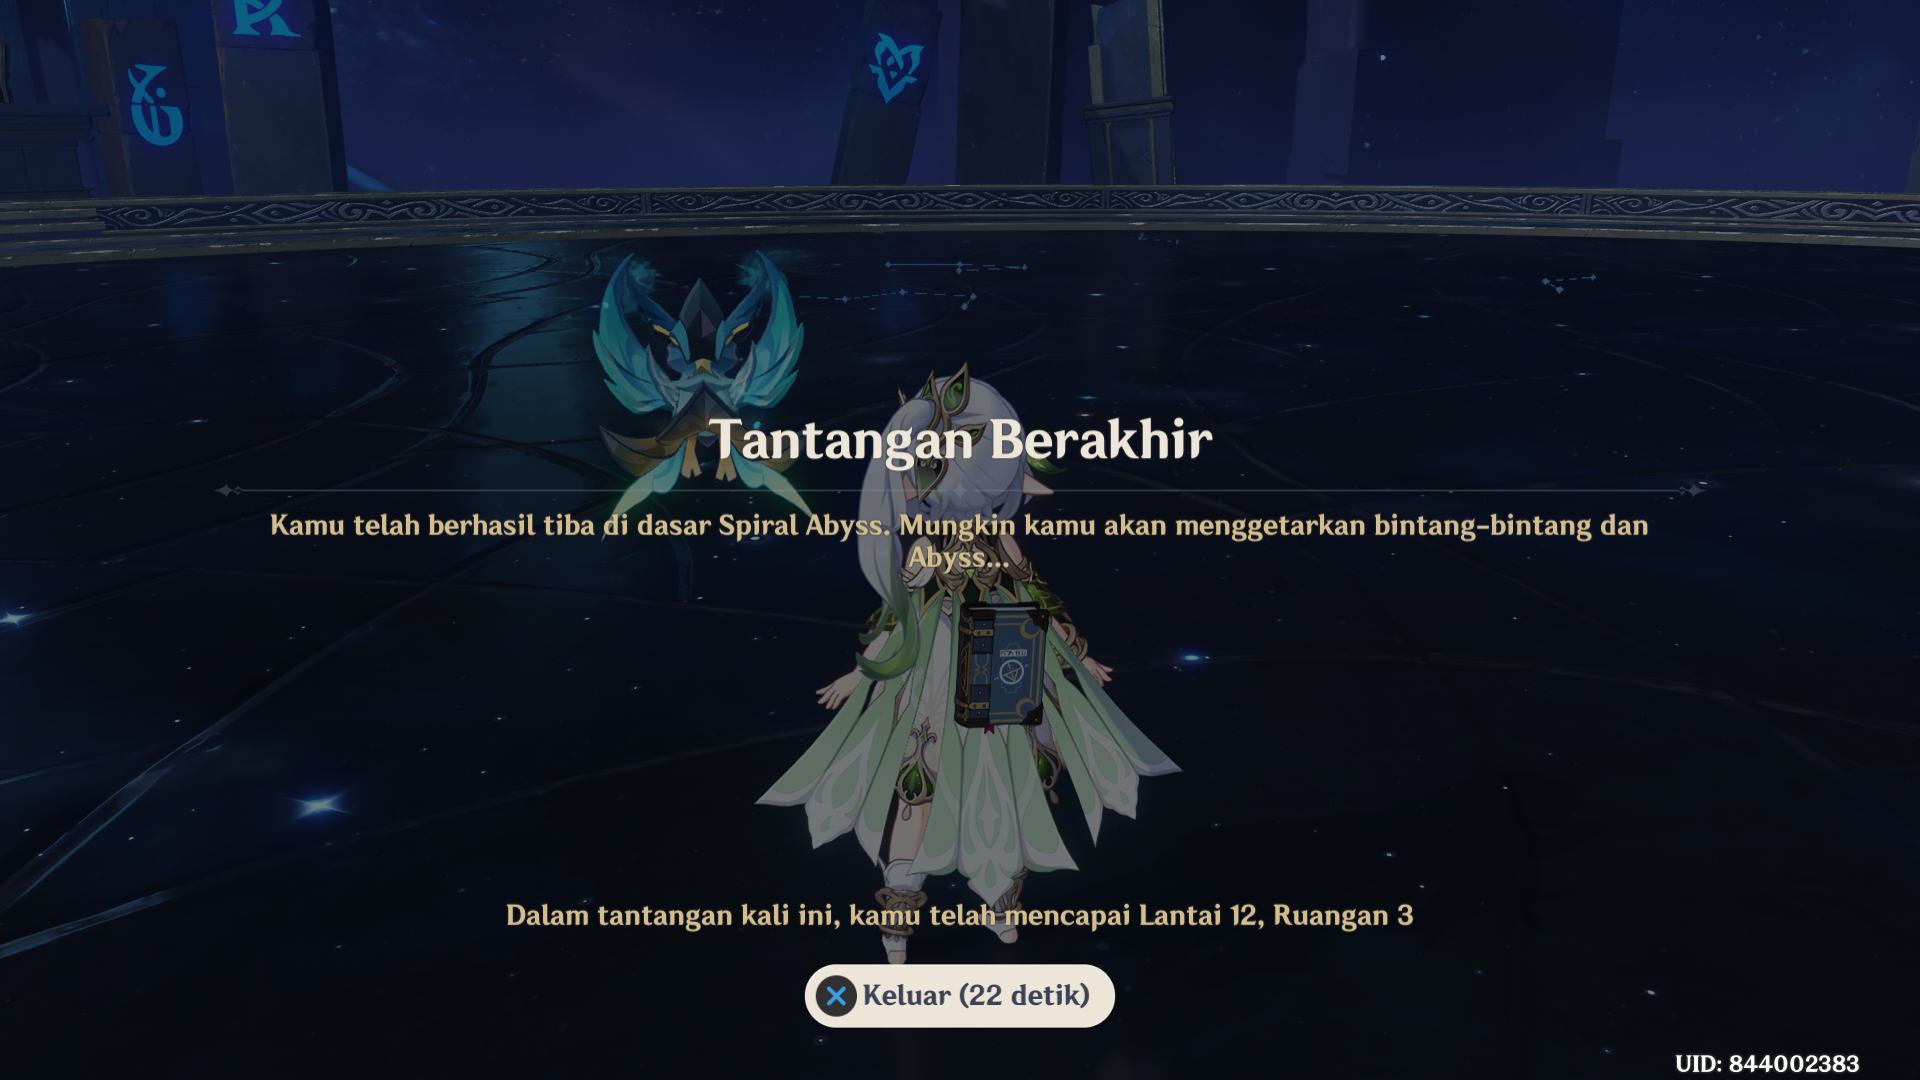 Tantangan Berakhir
Kamu telah berhasil tiba di dasar Spiral Abyss. Mungkin kamu akan menggetarkan bintang-bintang dan
Abyss...
Dalam tantangan kali ini, kamu telah mencapai Lantai 12, Ruangan 3
Keluar (22 detik)
UID: 844002383